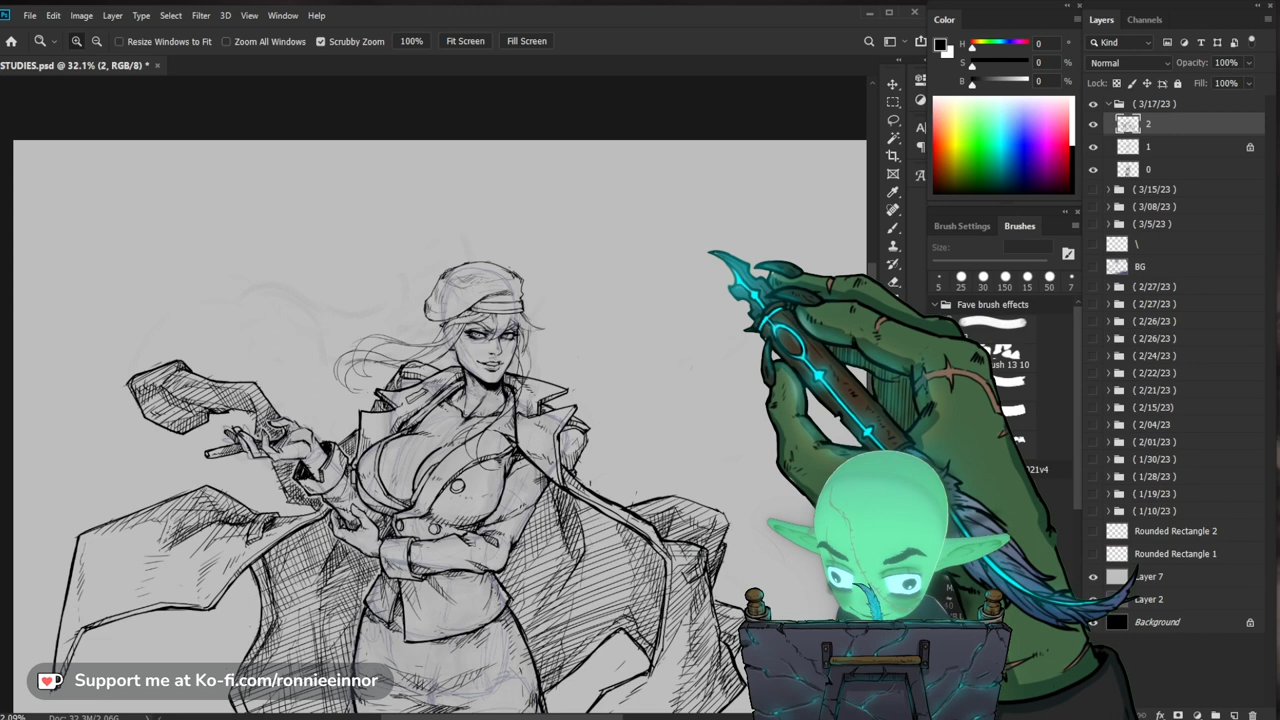 File Edit Image Layer Type Select Filter 3D View Window Help
Resize Windows to Fit Zoom All Windows Scrubby Zoom 100% Fit Screen Fill Screen
STUDIES.psd @ 32.1% (2, RGB/8) * ×
Color
H 0 °
S 0 %
B 0 %
Brush Settings Brushes
Size:
5 25 30 150 15 50 7
Fave brush effects
ush 13 10
021v4
Layers Channels
Kind
Normal Opacity: 100%
Lock: Fill: 100%
( 3/17/23 )
2
1
0
( 3/15/23 )
( 3/08/23 )
( 3/5/23 )
\
BG
( 2/27/23 )
( 2/27/23 )
( 2/26/23 )
( 2/26/23 )
( 2/24/23 )
( 2/22/23 )
( 2/21/23 )
( 2/15/23)
( 2/04/23
( 2/01/23 )
( 1/30/23 )
( 1/28/23 )
( 1/19/23 )
( 1/10/23 )
Rounded Rectangle 2
Rounded Rectangle 1
Layer 7
Layer 2
Background
Support me at Ko-fi.com/ronnieeinnor